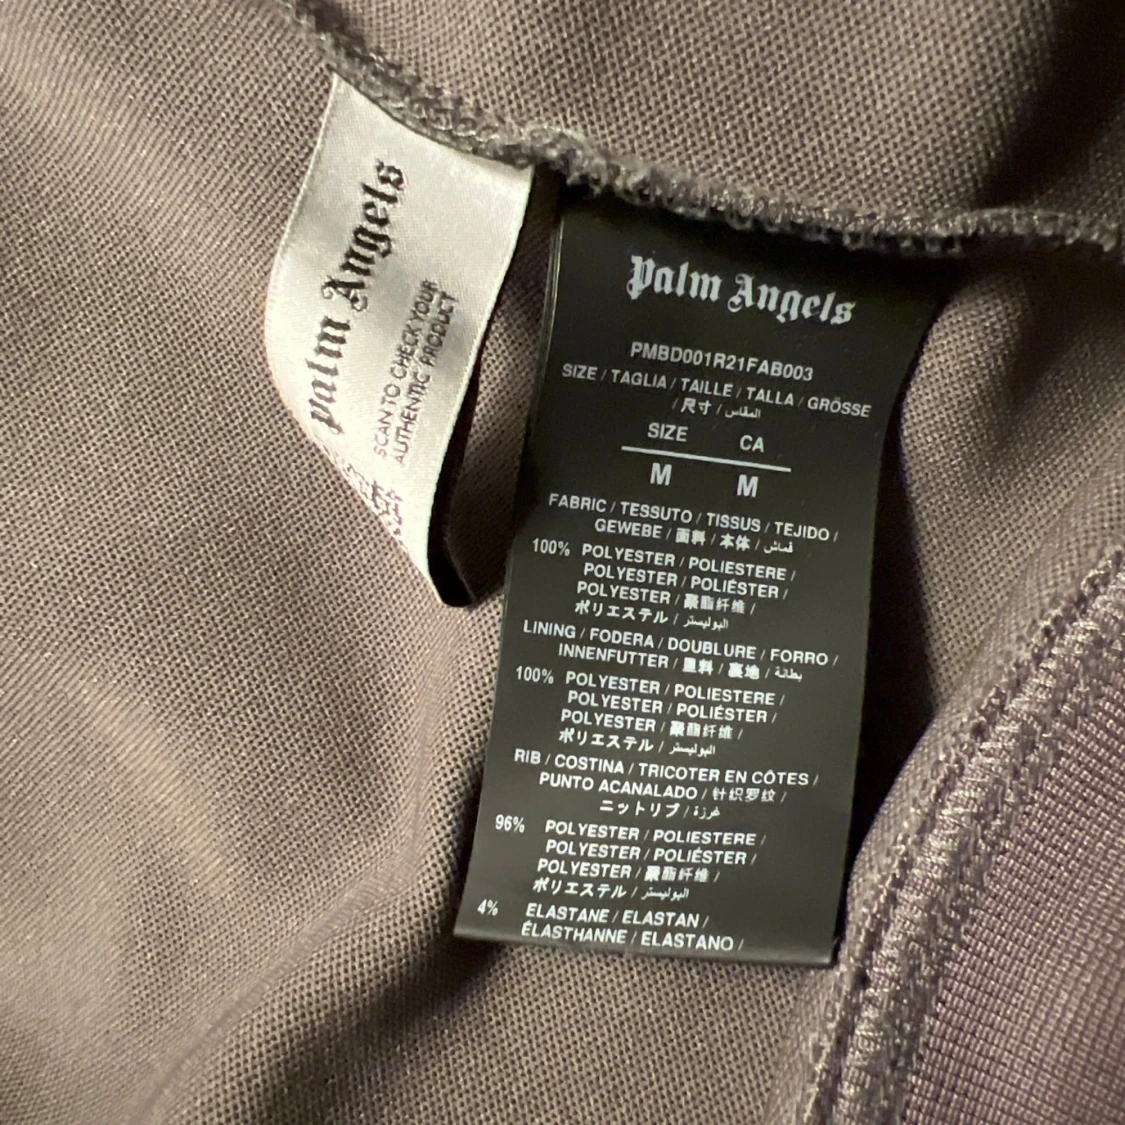 Palm Angels
SCAN TO CHECK YOUR
AUTHENTIC PRODUCT
Palm Angels
PMBD001R21FAB003
SIZE / TAGLIA / TAILLE / TALLA / GRÖSSE
/ 尺寸 / المقاس
SIZE CA
M M
FABRIC / TESSUTO / TISSUS / TEJIDO /
GEWEBE / 面料 / 本体 / قماش
100% POLYESTER / POLIESTERE /
POLYESTER / POLIÉSTER /
POLYESTER / 聚酯纤维 /
ポリエステル / البوليستر
LINING / FODERA / DOUBLURE / FORRO /
INNENFUTTER / 里料 / 裏地 / بطانة
100% POLYESTER / POLIESTERE /
POLYESTER / POLIÉSTER /
POLYESTER / 聚酯纤维 /
ポリエステル / البوليستر
RIB / COSTINA / TRICOTER EN CÔTES /
PUNTO ACANALADO / 针织罗纹 /
ニットリブ / غرزة
96% POLYESTER / POLIESTERE /
POLYESTER / POLIÉSTER /
POLYESTER / 聚酯纤维 /
ポリエステル / البوليستر
4% ELASTANE / ELASTAN /
ÉLASTHANNE / ELASTANO /